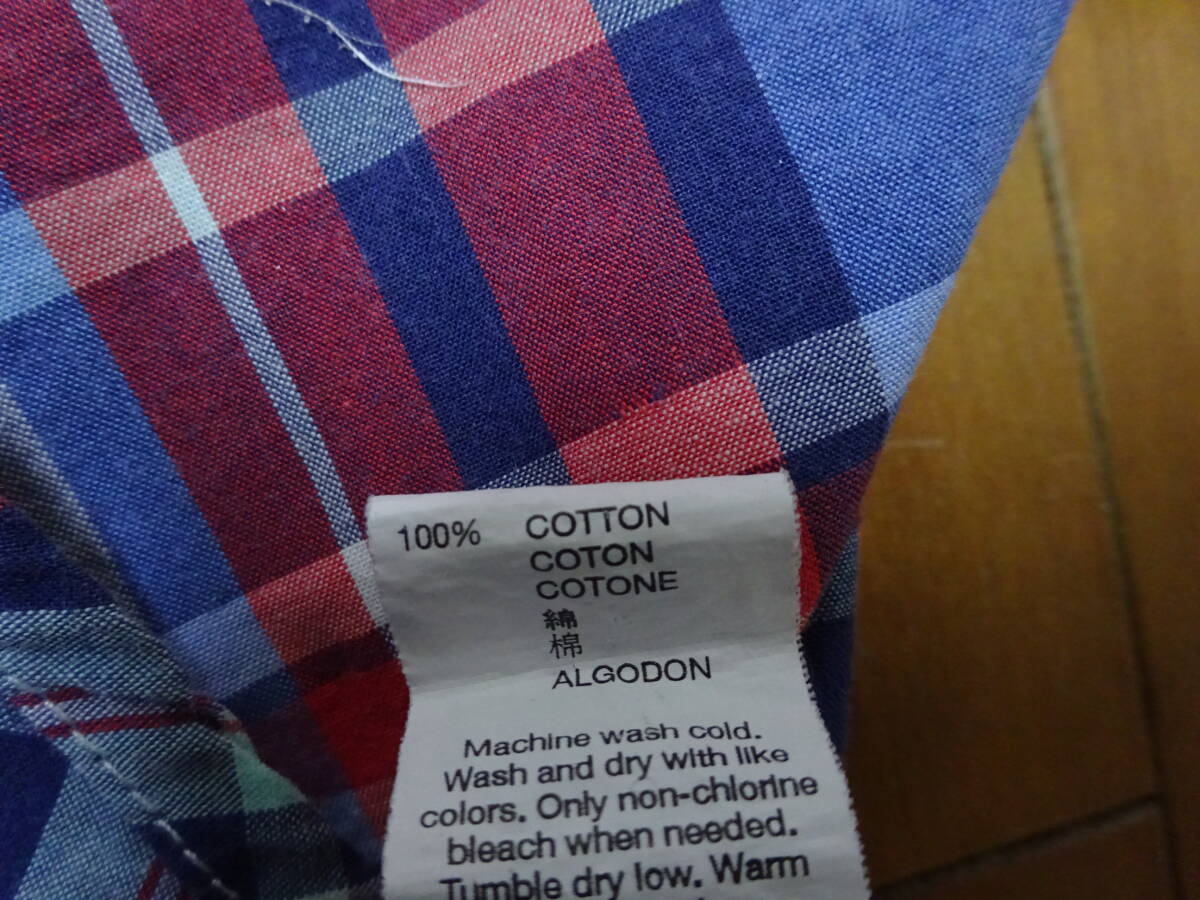 100% COTTON
COTON
COTONE
綿
棉
ALGODON
Machine wash cold.
Wash and dry with like
colors. Only non-chlorine
bleach when needed.
Tumble dry low. Warm